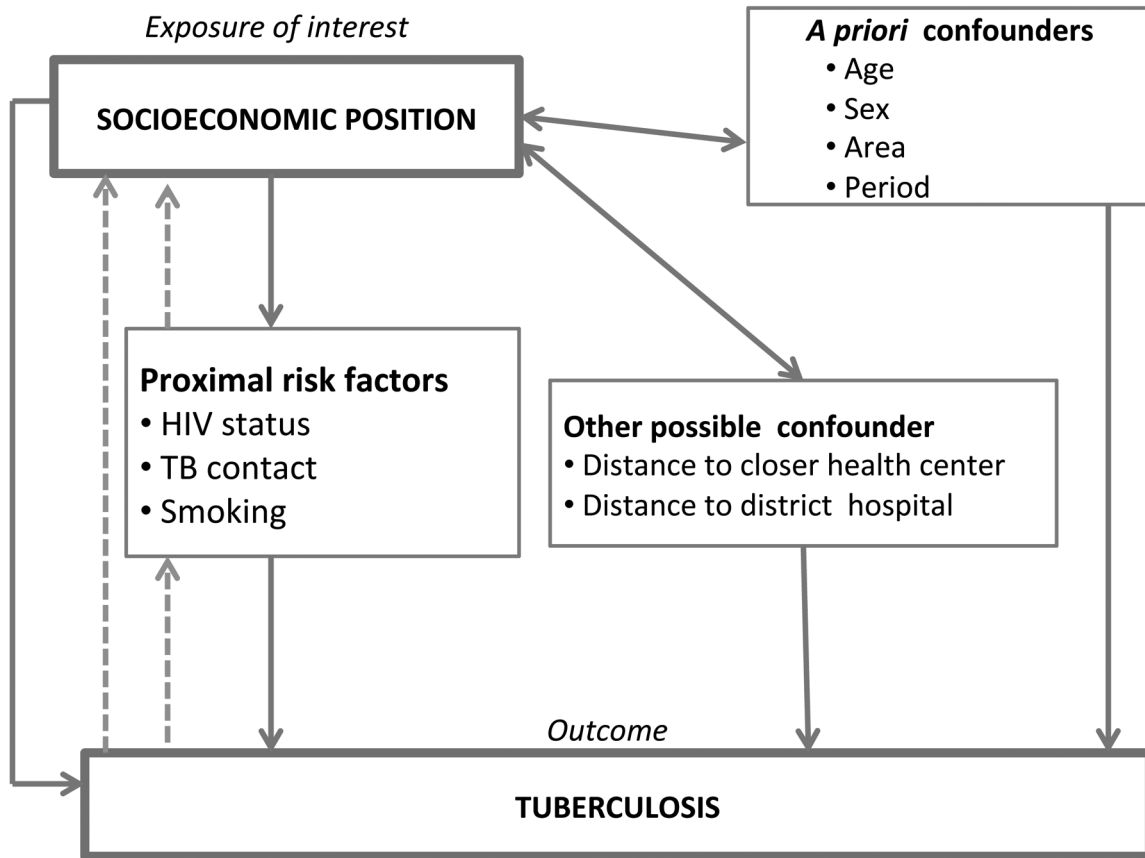 Exposure of interest
SOCIOECONOMIC POSITION
A priori confounders
• Age
• Sex
• Area
• Period
Proximal risk factors
• HIV status
• TB contact
• Smoking
Other possible confounder
• Distance to closer health center
• Distance to district hospital
Outcome
TUBERCULOSIS